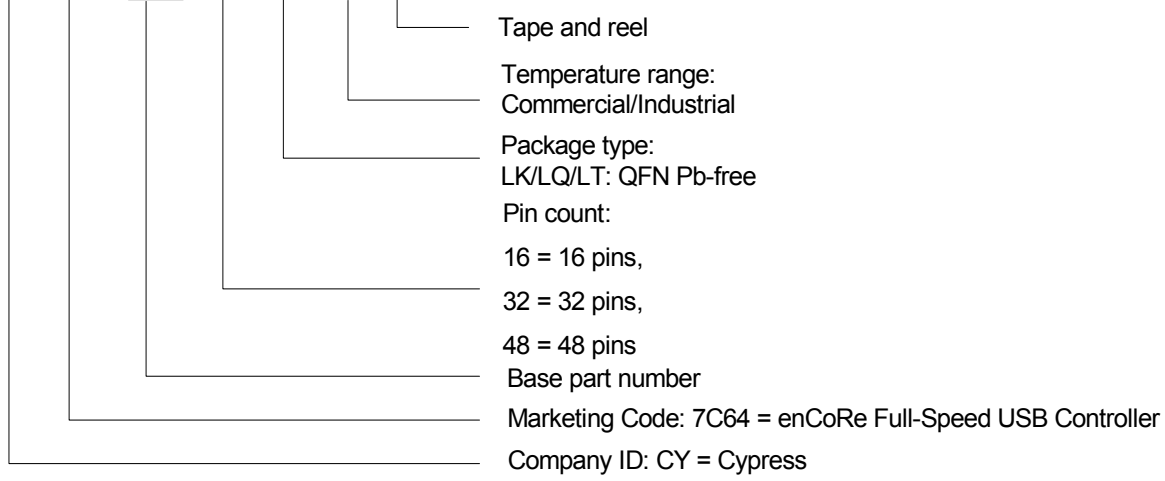 Tape and reel
Temperature range:
Commercial/Industrial
Package type:
LK/LQ/LT: QFN Pb-free
Pin count:
16 = 16 pins,
32 = 32 pins,
48 = 48 pins
Base part number
Marketing Code: 7C64 = enCoRe Full-Speed USB Controller
Company ID: CY = Cypress